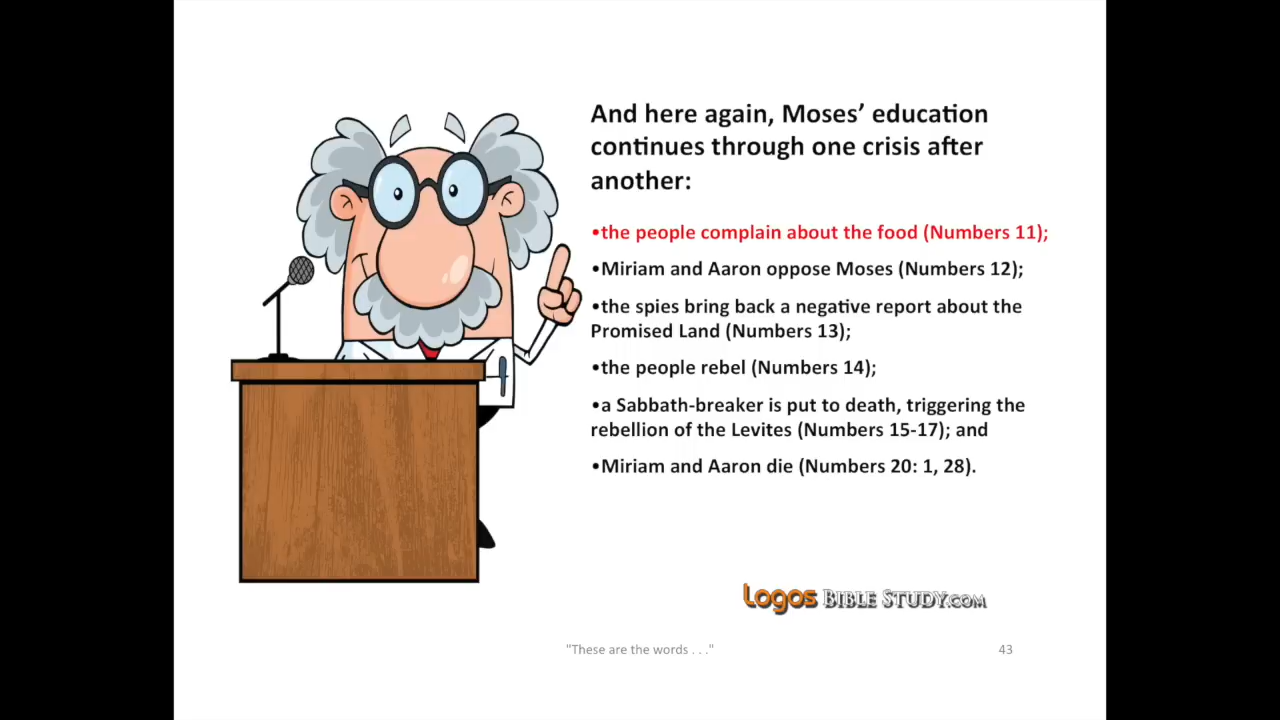 And here again, Moses’ education
continues through one crisis after
another:
•the people complain about the food (Numbers 11);
•Miriam and Aaron oppose Moses (Numbers 12);
•the spies bring back a negative report about the
Promised Land (Numbers 13);
•the people rebel (Numbers 14);
•a Sabbath-breaker is put to death, triggering the
rebellion of the Levites (Numbers 15-17); and
•Miriam and Aaron die (Numbers 20: 1, 28).
Logos BIBLE STUDY.COM
"These are the words . . ."
43